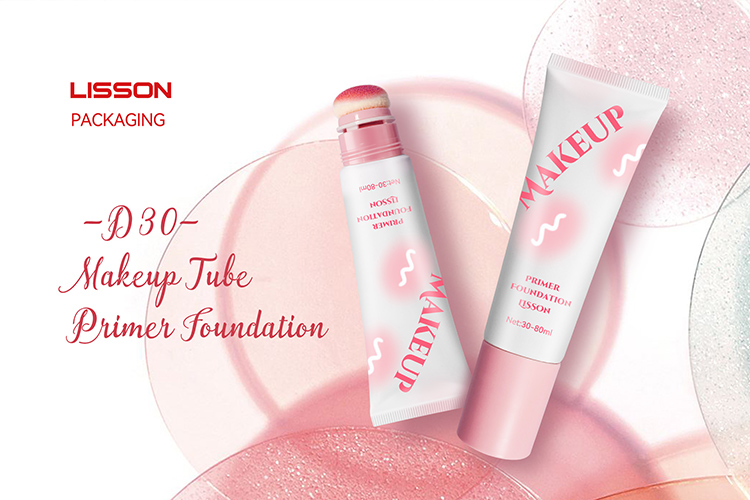 LISSON
PACKAGING
-D30-
Makeup Tube
Primer Foundation
Net:30-80ml
PRIMER
FOUNDATION
LISSON
MAKEUP
MAKEUP
PRIMER
FOUNDATION
LISSON
Net:30-80ml